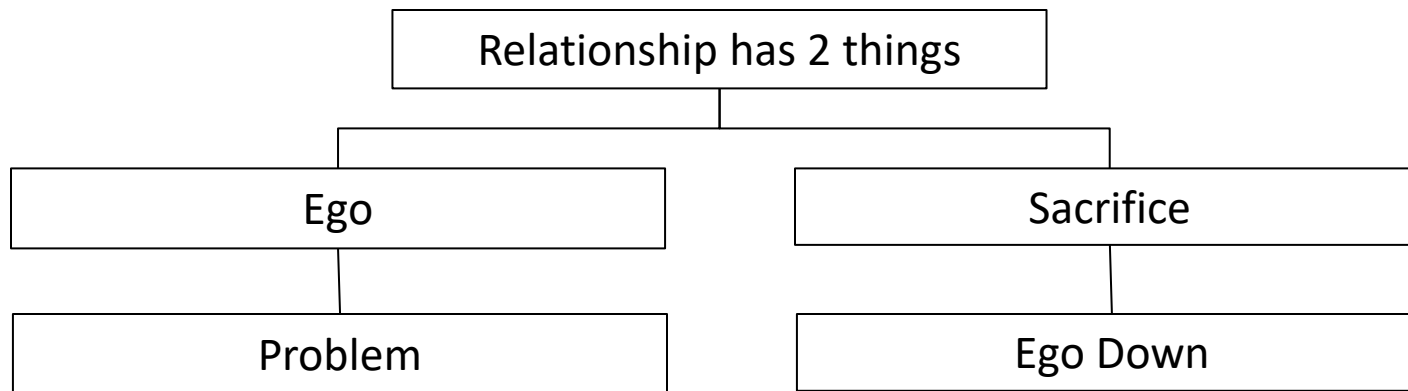 Relationship has 2 things
Ego
Sacrifice
Problem
Ego Down